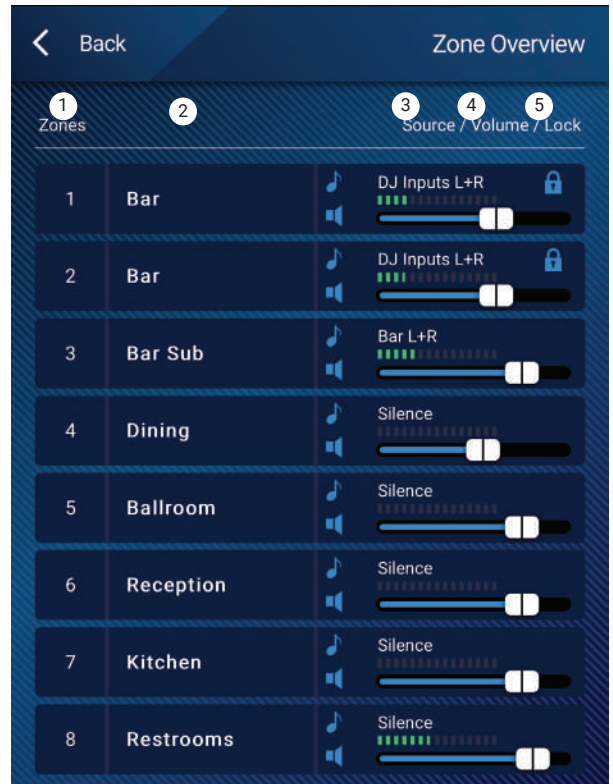 Back Zone Overview
1 2 3 4 5
Zones Source / Volume / Lock
1 Bar DJ Inputs L+R
2 Bar DJ Inputs L+R
3 Bar Sub Bar L+R
4 Dining Silence
5 Ballroom Silence
6 Reception Silence
7 Kitchen Silence
8 Restrooms Silence